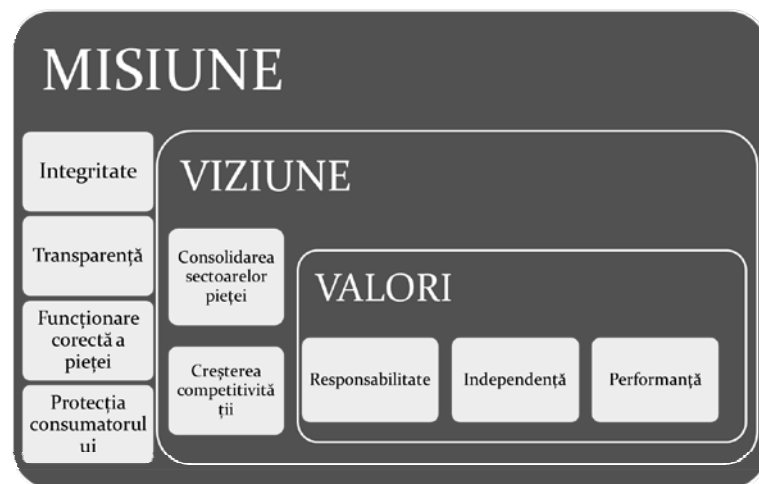 MISIUNE
Integritate
Transparență
Funcționare
corectă a
pieței
Protecția
consumatorul
ui
VIZIUNE
Consolidarea
sectoarelor
pieței
Creșterea
competitivită
ții
VALORI
Responsabilitate
Independență
Performanță